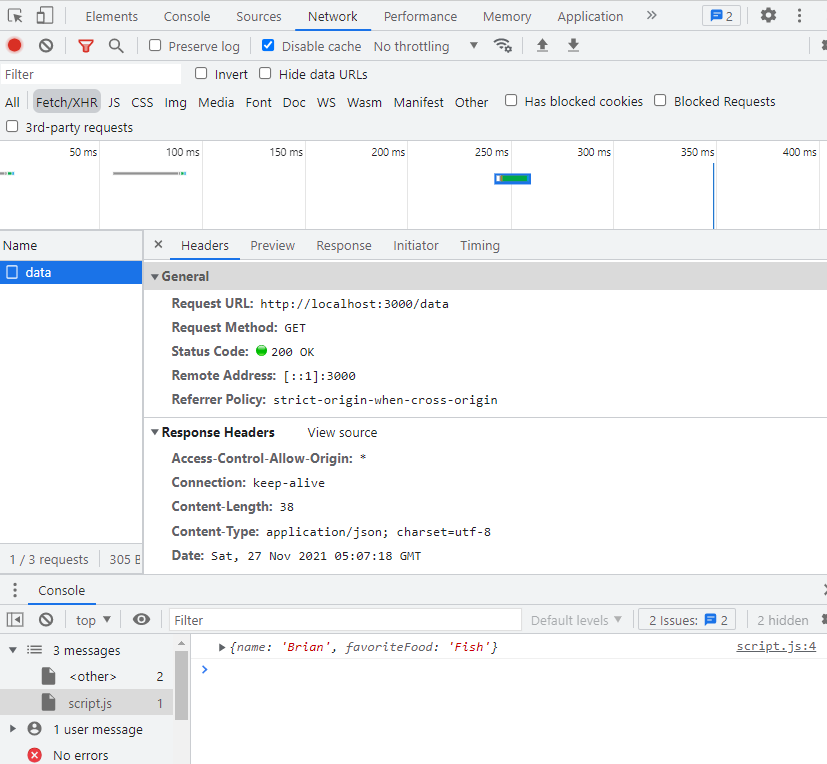 Elements Console Sources Network Performance Memory Application » 2
Preserve log Disable cache No throttling
Filter Invert Hide data URLs
All Fetch/XHR JS CSS Img Media Font Doc WS Wasm Manifest Other Has blocked cookies Blocked Requests
3rd-party requests
50 ms 100 ms 150 ms 200 ms 250 ms 300 ms 350 ms 400 ms
Name
data
1 / 3 requests 305 B
Headers Preview Response Initiator Timing
General
Request URL: http://localhost:3000/data
Request Method: GET
Status Code: 200 OK
Remote Address: [::1]:3000
Referrer Policy: strict-origin-when-cross-origin
Response Headers View source
Access-Control-Allow-Origin: *
Connection: keep-alive
Content-Length: 38
Content-Type: application/json; charset=utf-8
Date: Sat, 27 Nov 2021 05:07:18 GMT
Console
top Filter Default levels 2 Issues: 2 2 hidden
3 messages
<other> 2
script.js 1
1 user message
No errors
{name: 'Brian', favoriteFood: 'Fish'} script.js:4